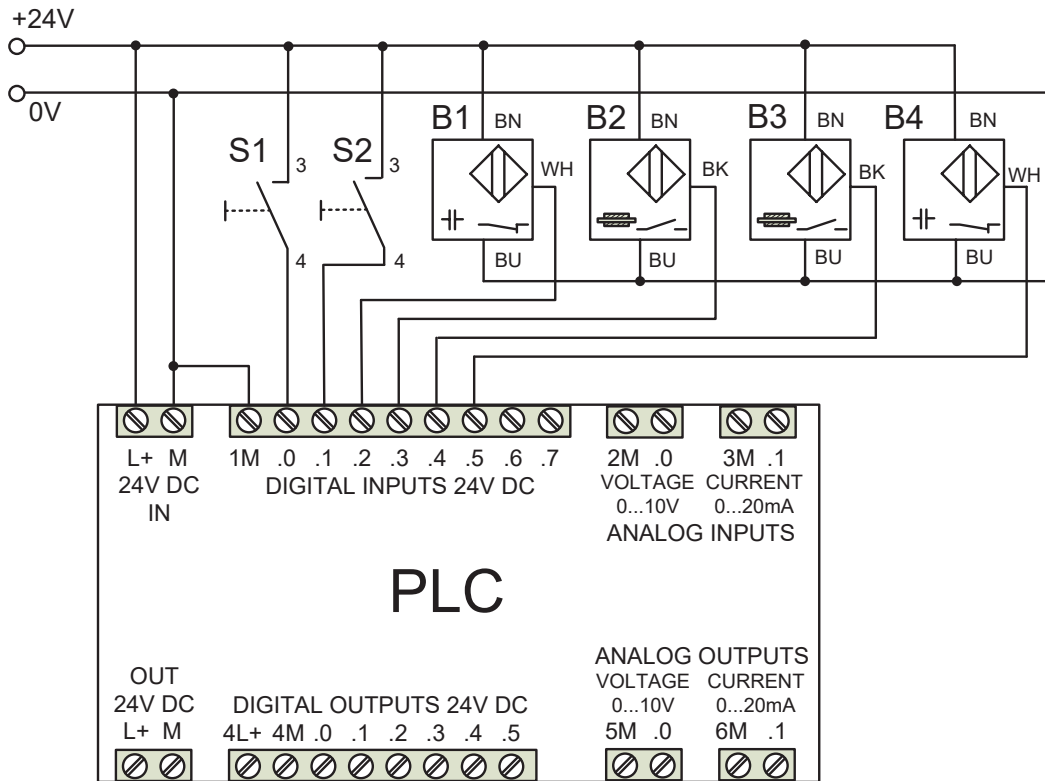 +24V
0V
B1 BN B2 BN B3 BN B4 BN
S1 3 S2 3 WH BK BK WH
4 4 BU BU BU BU
L+ M 1M .0 .1 .2 .3 .4 .5 .6 .7 2M .0 3M .1
24V DC DIGITAL INPUTS 24V DC VOLTAGE CURRENT
IN 0...10V 0...20mA
ANALOG INPUTS
PLC
ANALOG OUTPUTS
OUT VOLTAGE CURRENT
24V DC DIGITAL OUTPUTS 24V DC 0...10V 0...20mA
L+ M 4L+ 4M .0 .1 .2 .3 .4 .5 5M .0 6M .1